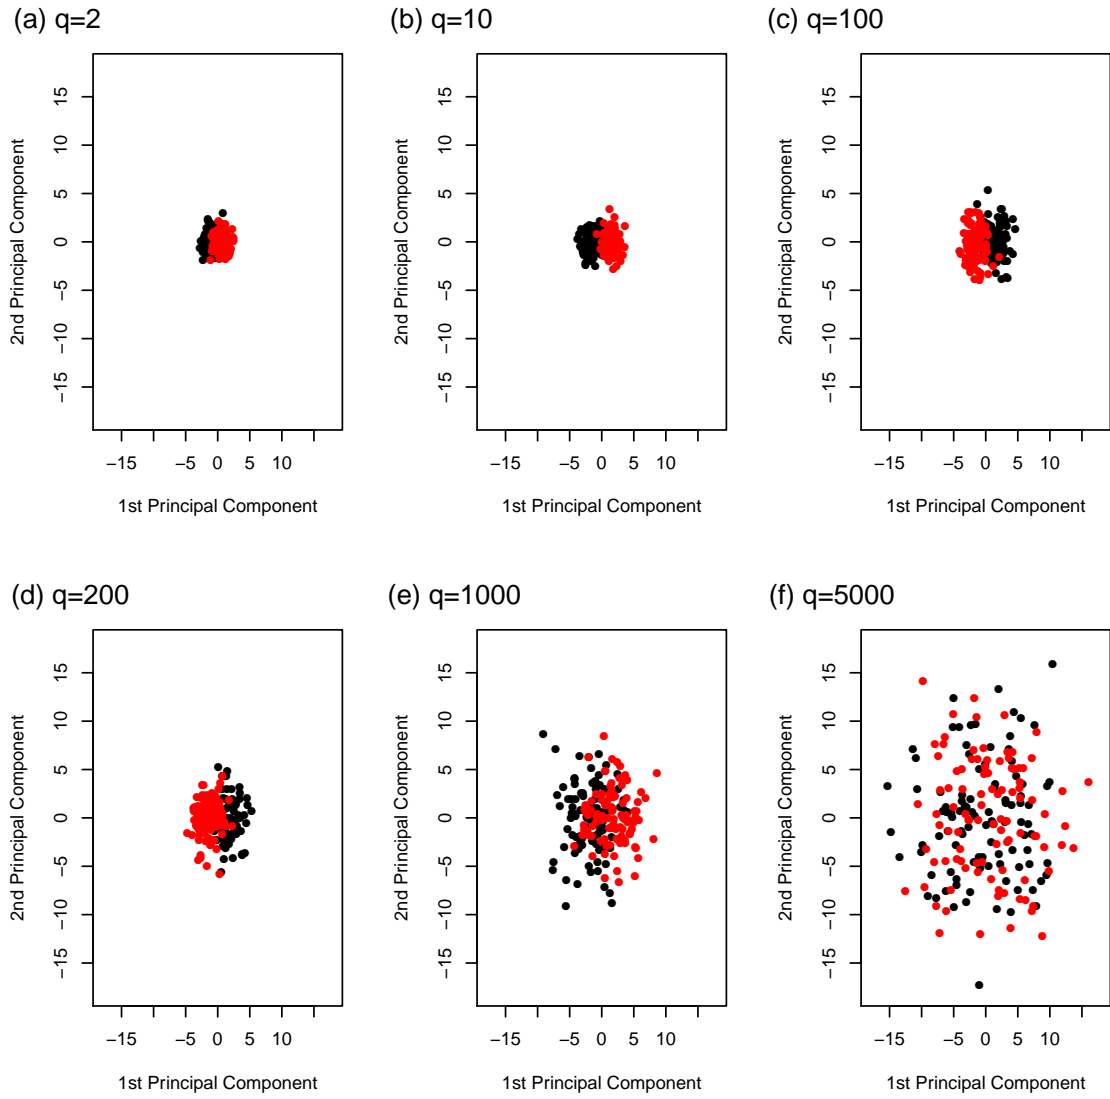 (a) q=2
(b) q=10
(c) q=100
2nd Principal Component
15
10
5
0
−5
−10
−15
−15 −5 0 10
1st Principal Component
2nd Principal Component
15
10
5
0
−5
−10
−15
−15 −5 0 5 10
1st Principal Component
2nd Principal Component
15
10
5
0
−5
−10
−15
−15 −5 0 5 10
1st Principal Component
(d) q=200
(e) q=1000
(f) q=5000
2nd Principal Component
15
10
5
0
−5
−10
−15
−15 −5 0 5 10
1st Principal Component
2nd Principal Component
15
10
5
0
−5
−10
−15
−15 −5 0 5 10
1st Principal Component
2nd Principal Component
15
10
5
0
−5
−10
−15
−15 −5 0 5 10
1st Principal Component